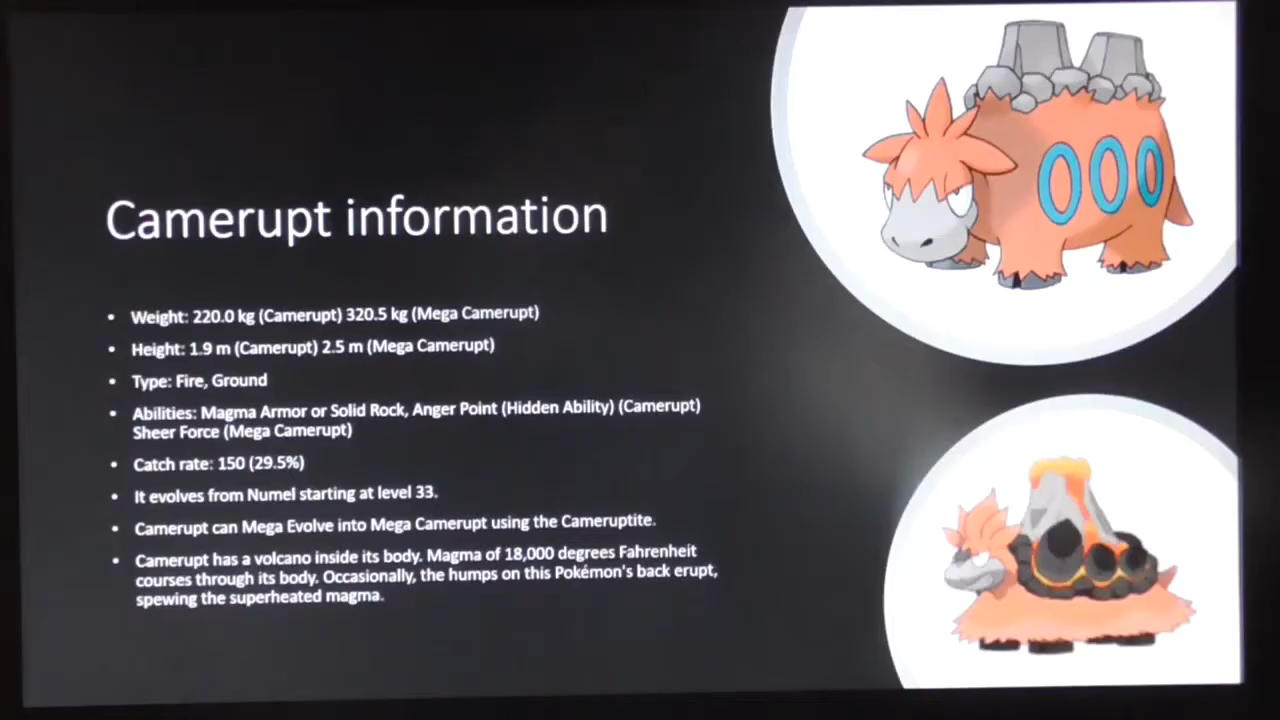 Camerupt information
• Weight: 220.0 kg (Camerupt) 320.5 kg (Mega Camerupt)
• Height: 1.9 m (Camerupt) 2.5 m (Mega Camerupt)
• Type: Fire, Ground
• Abilities: Magma Armor or Solid Rock, Anger Point (Hidden Ability) (Camerupt)
Sheer Force (Mega Camerupt)
• Catch rate: 150 (29.5%)
• It evolves from Numel starting at level 33.
• Camerupt can Mega Evolve into Mega Camerupt using the Cameruptite.
• Camerupt has a volcano inside its body. Magma of 18,000 degrees Fahrenheit
courses through its body. Occasionally, the humps on this Pokémon's back erupt,
spewing the superheated magma.